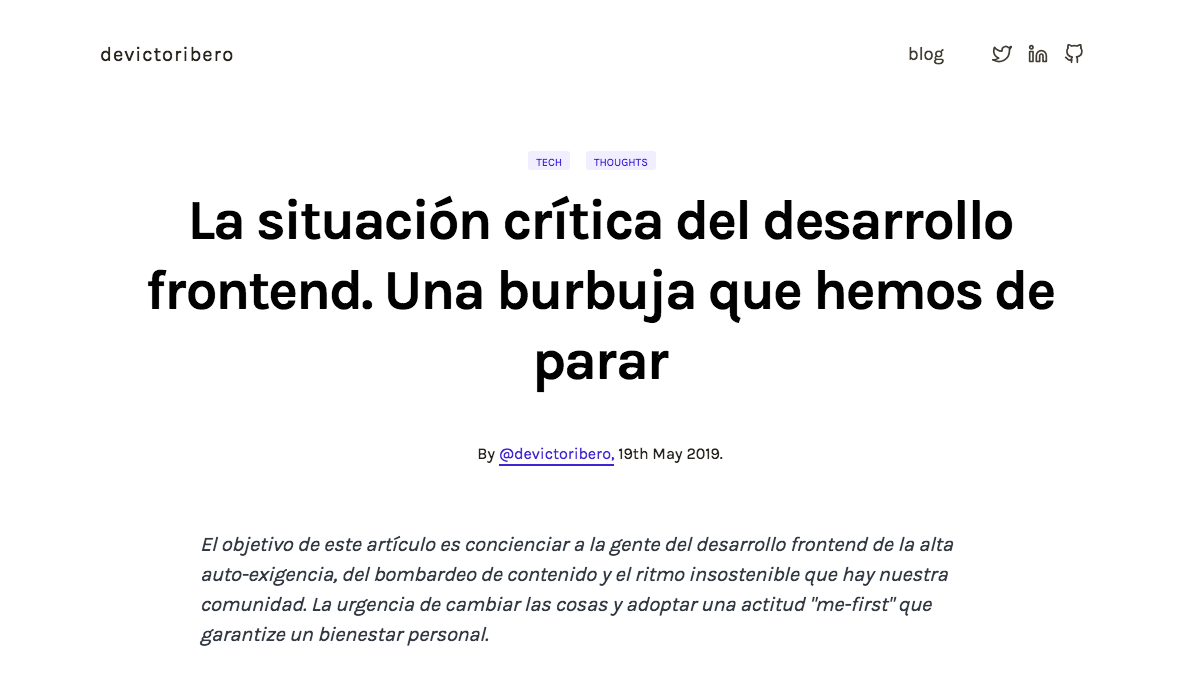 devictoribero
blog
TECH THOUGHTS
La situación crítica del desarrollo
frontend. Una burbuja que hemos de
parar
By @devictoribero, 19th May 2019.
El objetivo de este artículo es concienciar a la gente del desarrollo frontend de la alta
auto-exigencia, del bombardeo de contenido y el ritmo insostenible que hay nuestra
comunidad. La urgencia de cambiar las cosas y adoptar una actitud "me-first" que
garantize un bienestar personal.